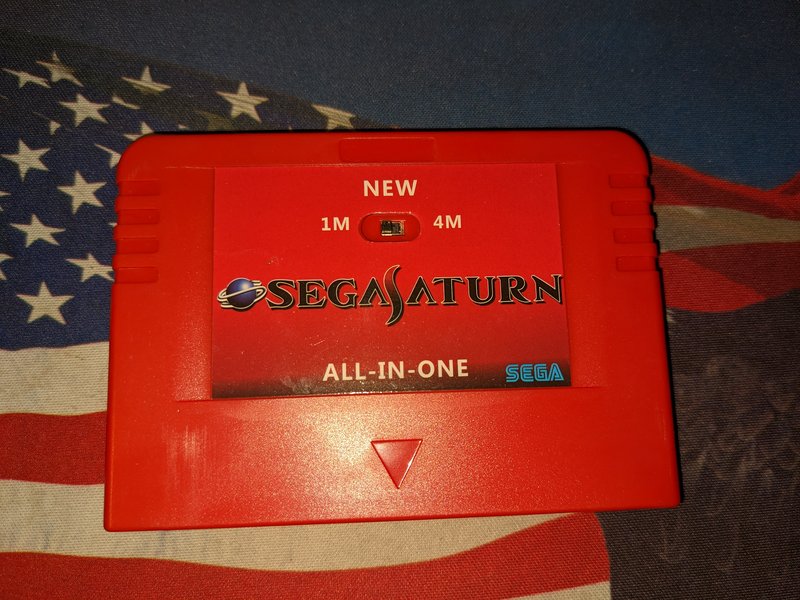 NEW
1M 4M
SEGA SATURN
ALL-IN-ONE
SEGA